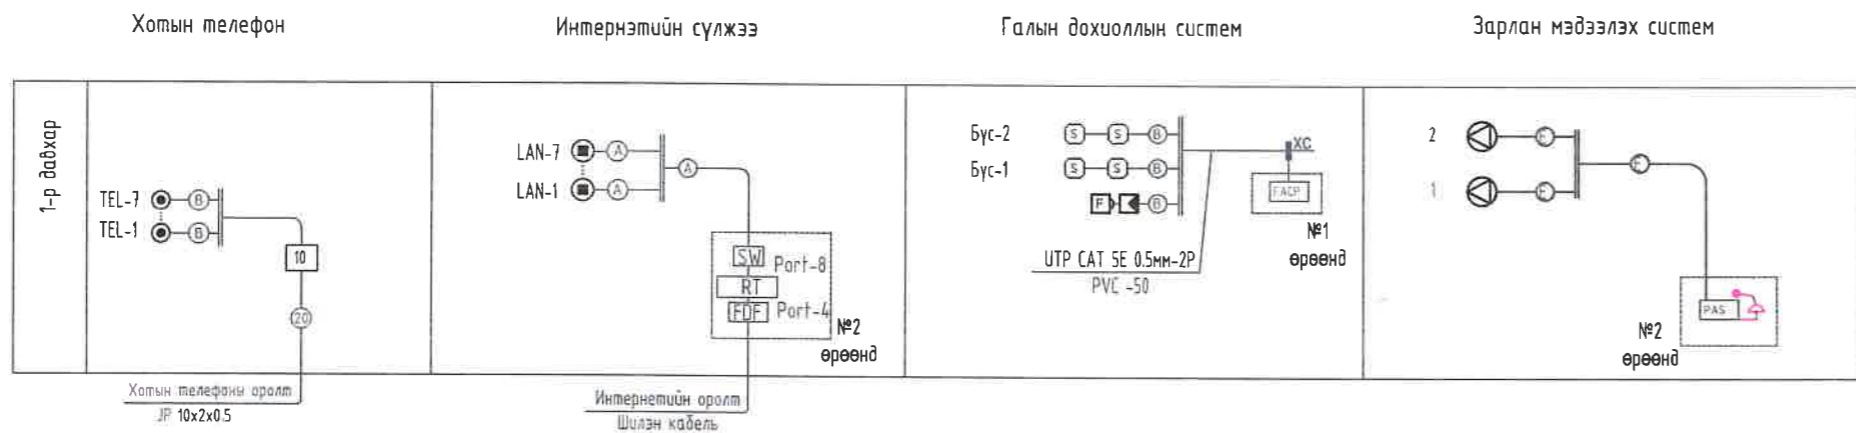 Хотын телефон
Интернэтийн сүлжээ
Галын дохиоллын систем
Зарлан мэдээлэх систем
1-р давхар
TEL-7 B
TEL-1 B
10
20
Хотын телефоны оролт
JP 10x2x0.5
LAN-7 A
LAN-1 A
A
SW Port-8
RT
FDF Port-4
№2
өрөөнд
Интернетийн оролт
Шилэн кабель
Бүс-2 S S B
Бүс-1 S S B
F B
XC
FACP
№1
өрөөнд
UTP CAT 5E 0.5мм-2P
PVC -50
2
1
PAS
№2
өрөөнд